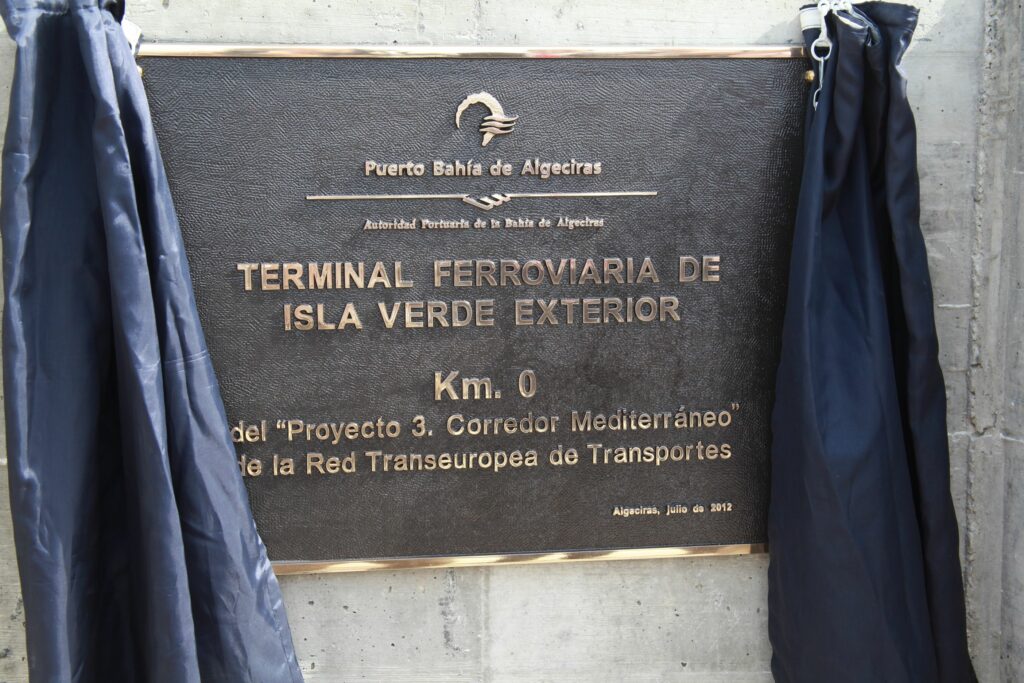 Puerto Bahía de Algeciras
Autoridad Portuaria de la Bahía de Algeciras
TERMINAL FERROVIARIA DE
ISLA VERDE EXTERIOR
Km. 0
del "Proyecto 3. Corredor Mediterráneo"
de la Red Transeuropea de Transportes
Algeciras, julio de 2012